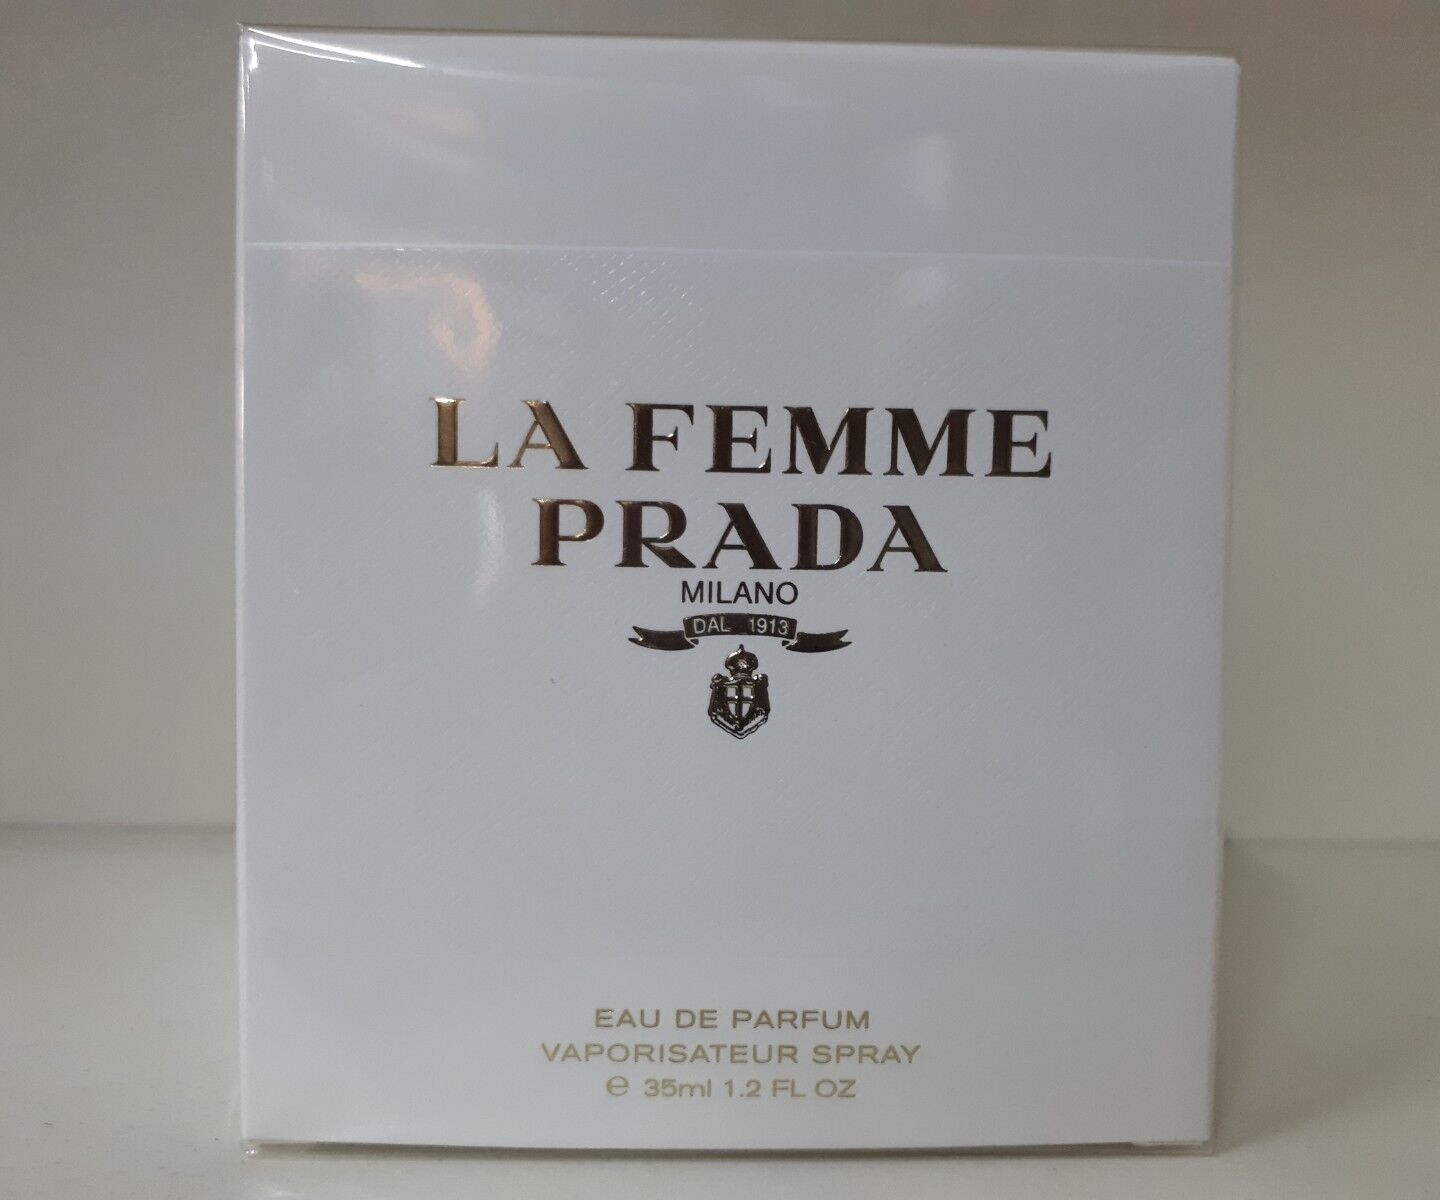 LA FEMME
PRADA
MILANO
DAL 1913
EAU DE PARFUM
VAPORISATEUR SPRAY
℮ 35ml 1.2 FL OZ